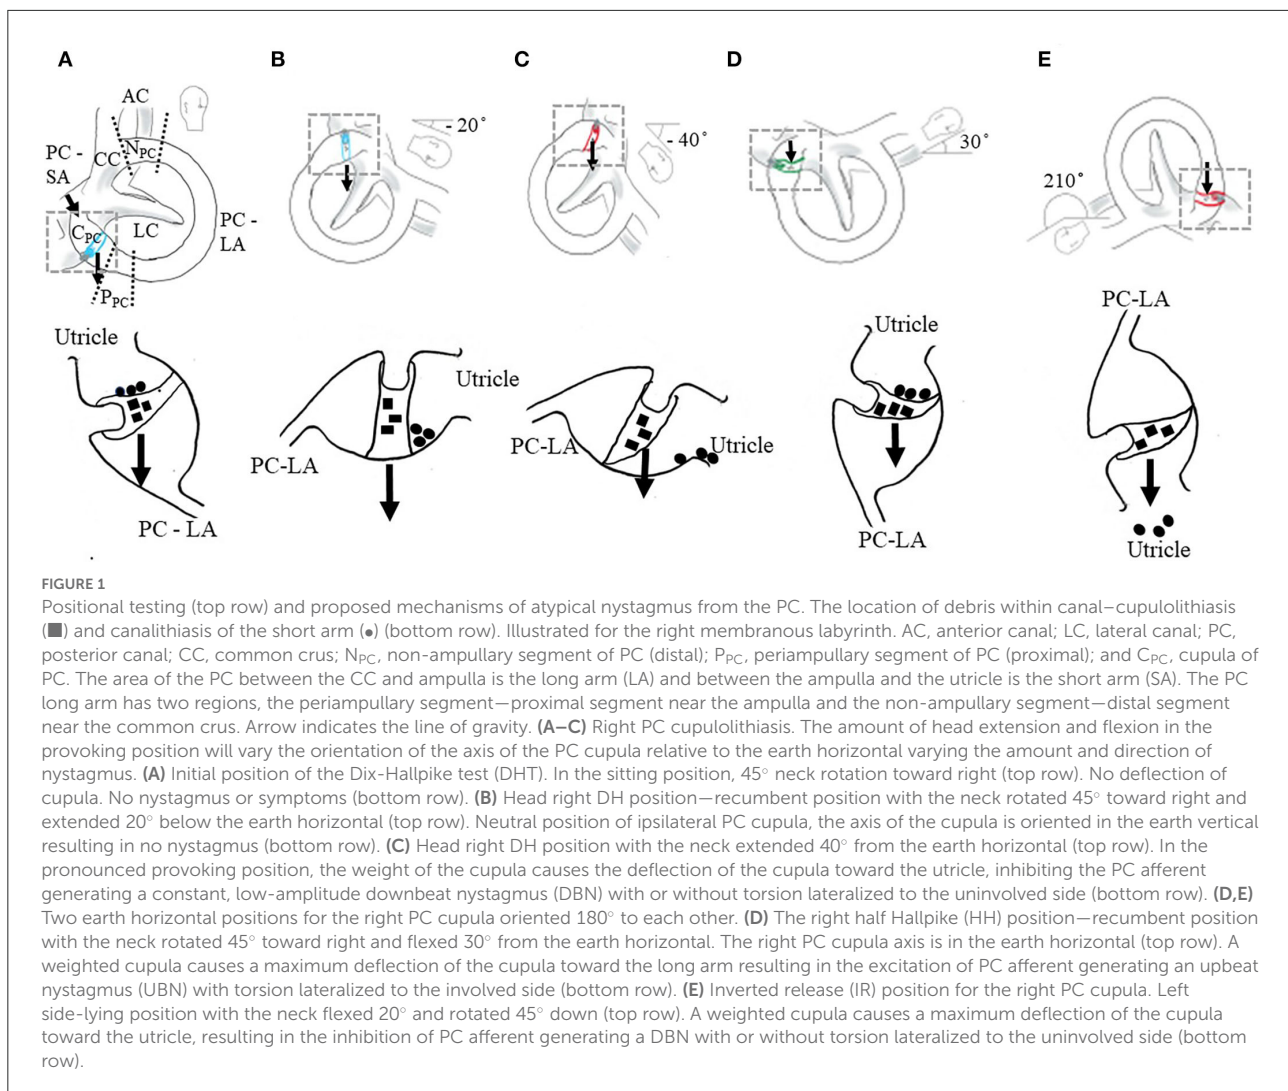 A
B
C
D
E
AC
PC -
SA
CC
NPC
PC -
LA
CPC
LC
PPC
- 20°
- 40°
30°
210°
Utricle
PC - LA
Utricle
PC-LA
PC-LA
Utricle
Utricle
PC-LA
PC-LA
Utricle
FIGURE 1
Positional testing (top row) and proposed mechanisms of atypical nystagmus from the PC. The location of debris within canal–cupulolithiasis
(■) and canalithiasis of the short arm (●) (bottom row). Illustrated for the right membranous labyrinth. AC, anterior canal; LC, lateral canal; PC,
posterior canal; CC, common crus; NPC, non-ampullary segment of PC (distal); PPC, periampullary segment of PC (proximal); and CPC, cupula of
PC. The area of the PC between the CC and ampulla is the long arm (LA) and between the ampulla and the utricle is the short arm (SA). The PC
long arm has two regions, the periampullary segment—proximal segment near the ampulla and the non-ampullary segment—distal segment
near the common crus. Arrow indicates the line of gravity. (A–C) Right PC cupulolithiasis. The amount of head extension and flexion in the
provoking position will vary the orientation of the axis of the PC cupula relative to the earth horizontal varying the amount and direction of
nystagmus. (A) Initial position of the Dix-Hallpike test (DHT). In the sitting position, 45° neck rotation toward right (top row). No deflection of
cupula. No nystagmus or symptoms (bottom row). (B) Head right DH position—recumbent position with the neck rotated 45° toward right and
extended 20° below the earth horizontal (top row). Neutral position of ipsilateral PC cupula, the axis of the cupula is oriented in the earth vertical
resulting in no nystagmus (bottom row). (C) Head right DH position with the neck extended 40° from the earth horizontal (top row). In the
pronounced provoking position, the weight of the cupula causes the deflection of the cupula toward the utricle, inhibiting the PC afferent
generating a constant, low-amplitude downbeat nystagmus (DBN) with or without torsion lateralized to the uninvolved side (bottom row). (D,E)
Two earth horizontal positions for the right PC cupula oriented 180° to each other. (D) The right half Hallpike (HH) position—recumbent position
with the neck rotated 45° toward right and flexed 30° from the earth horizontal. The right PC cupula axis is in the earth horizontal (top row). A
weighted cupula causes a maximum deflection of the cupula toward the long arm resulting in the excitation of PC afferent generating an upbeat
nystagmus (UBN) with torsion lateralized to the involved side (bottom row). (E) Inverted release (IR) position for the right PC cupula. Left
side-lying position with the neck flexed 20° and rotated 45° down (top row). A weighted cupula causes a maximum deflection of the cupula
toward the utricle, resulting in the inhibition of PC afferent generating a DBN with or without torsion lateralized to the uninvolved side (bottom
row).